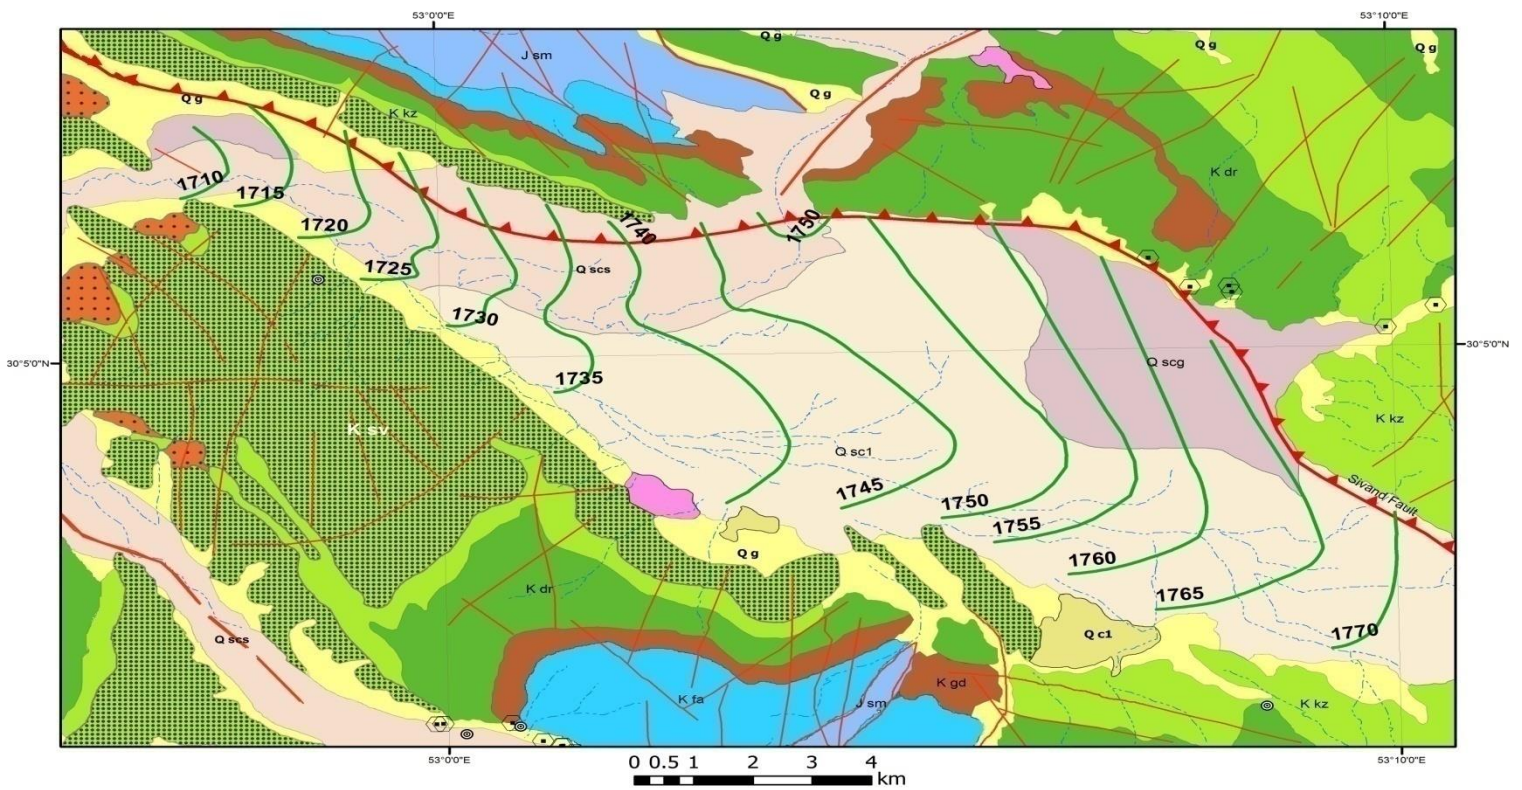 53°0'0"E
53°10'0"E
Q g
J sm
Q g
Q g
Q g
Q g
K kz
K dr
1710
1715
1720
1740
1750
1725
Q scs
1730
30°5'0"N
30°5'0"N
Q scg
1735
K kz
K sv
Q sc1
1745
1750
Sivand Fault
1755
Q g
1760
K dr
1765
1770
Q c1
Q scs
K gd
K fa
J sm
K kz
53°0'0"E
53°10'0"E
0 0.5 1 2 3 4
km